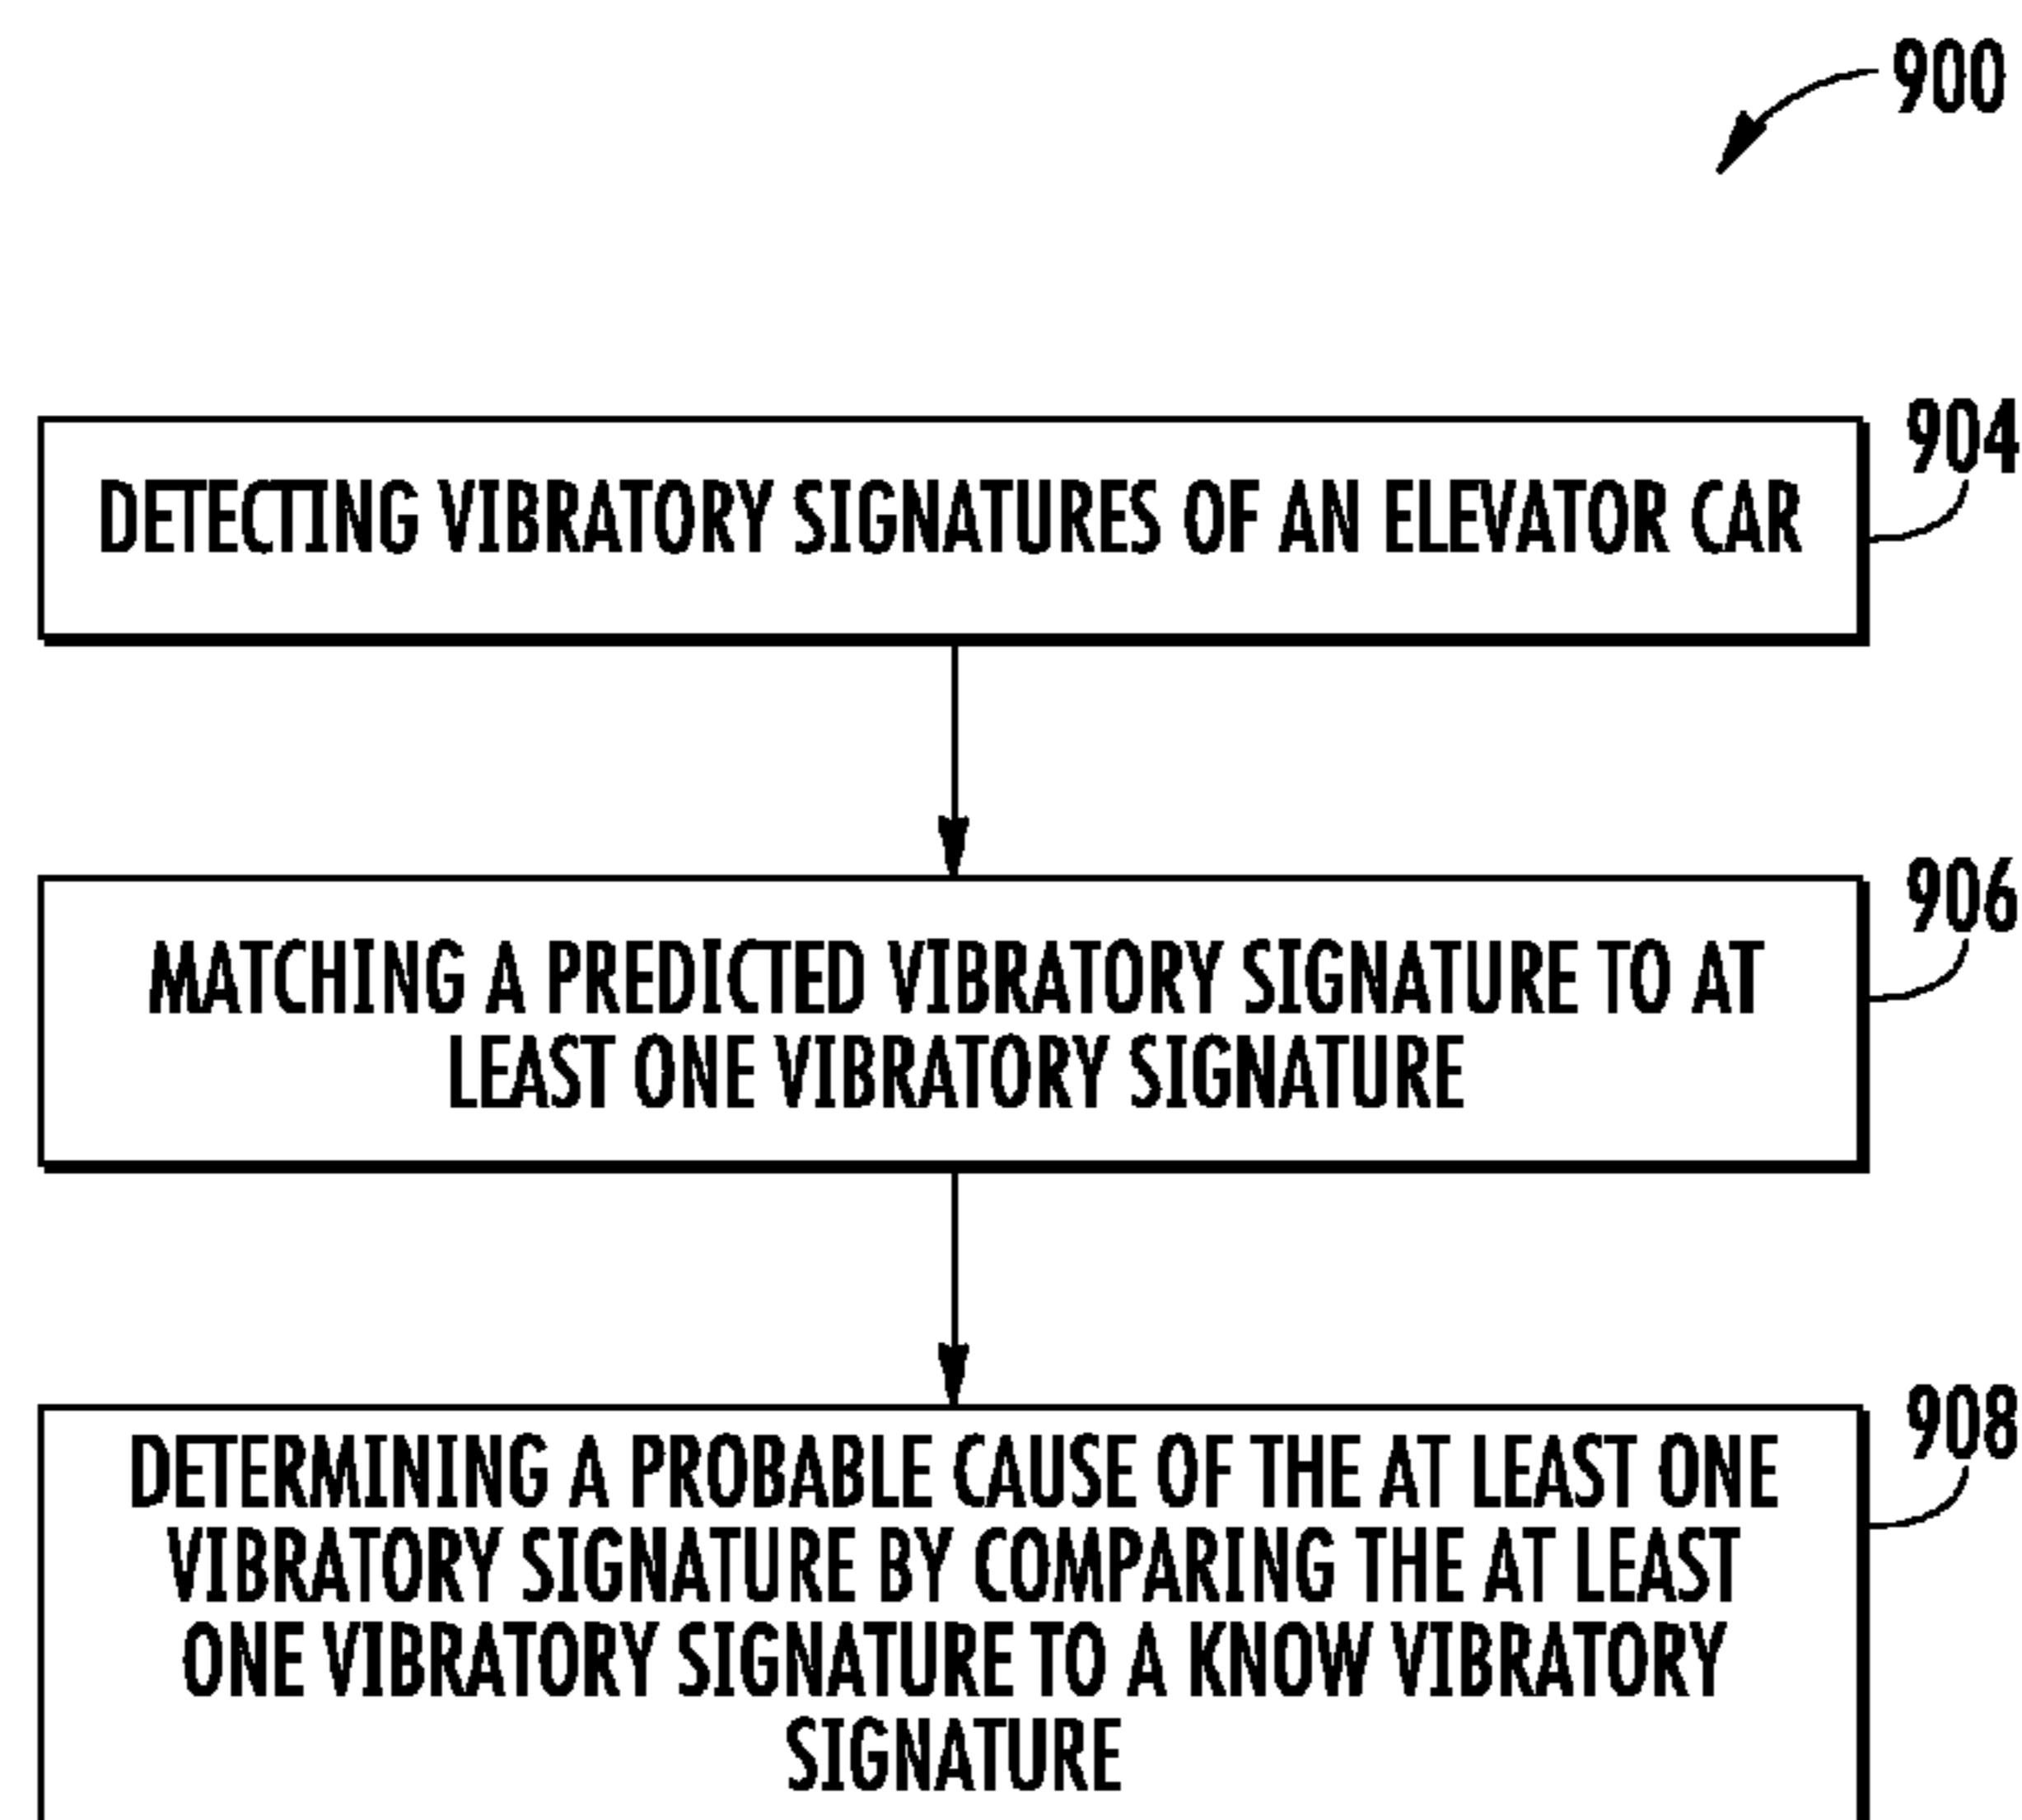 900
904
DETECTING VIBRATORY SIGNATURES OF AN ELEVATOR CAR
906
MATCHING A PREDICTED VIBRATORY SIGNATURE TO AT
LEAST ONE VIBRATORY SIGNATURE
908
DETERMINING A PROBABLE CAUSE OF THE AT LEAST ONE
VIBRATORY SIGNATURE BY COMPARING THE AT LEAST
ONE VIBRATORY SIGNATURE TO A KNOW VIBRATORY
SIGNATURE